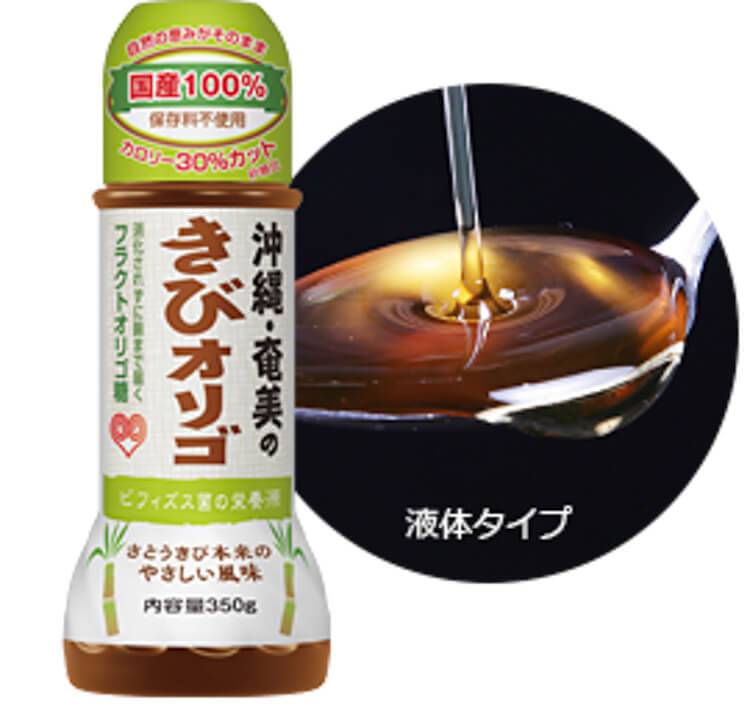 自然の恵みがそのまま
国産100%
保存料不使用
カロリー30%カット
沖縄・奄美の
きびオリゴ
消化されずに腸まで届く
フラクトオリゴ糖
ビフィズス菌の栄養源
さとうきび本来の
やさしい風味
内容量350g
液体タイプ